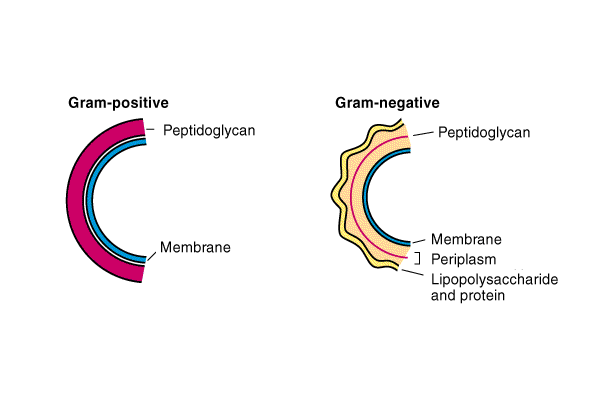 Gram-positive
Peptidoglycan
Membrane
Gram-negative
Peptidoglycan
Membrane
Periplasm
Lipopolysaccharide
and protein